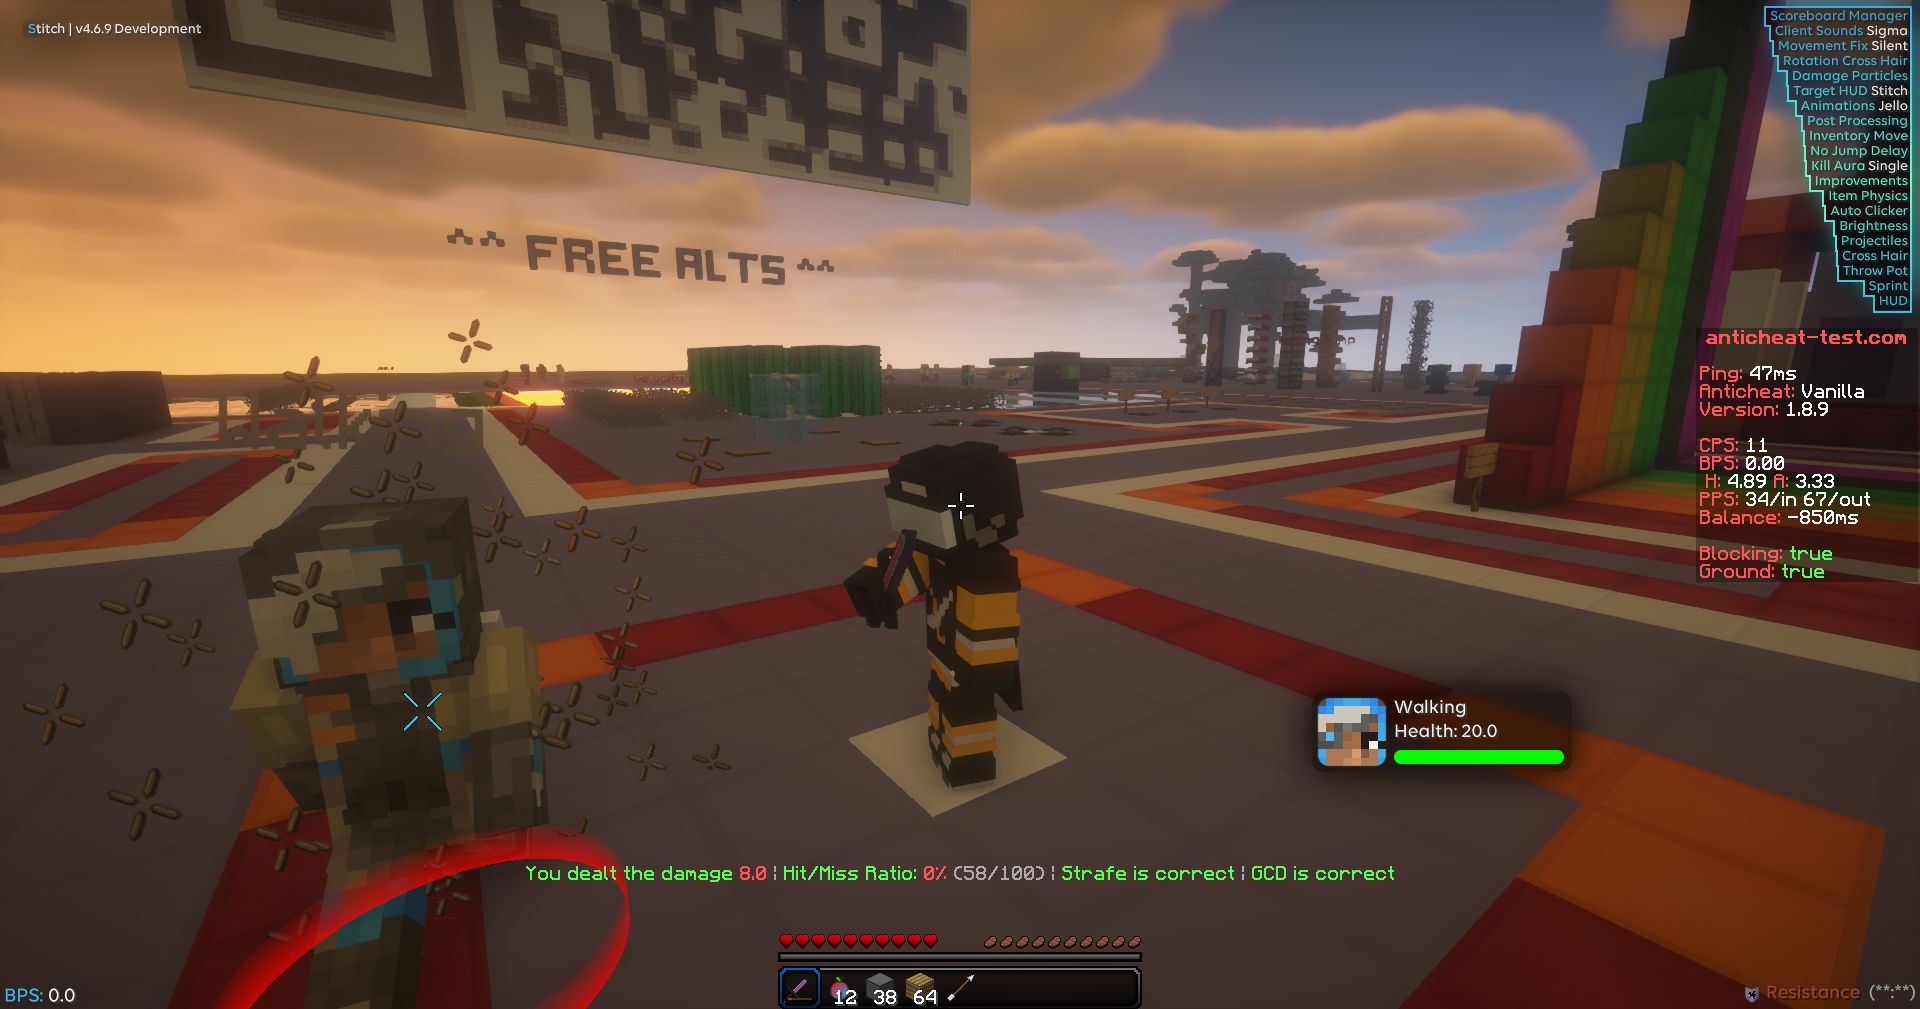 Stitch | v4.6.9 Development
Scoreboard Manager
Client Sounds Sigma
Movement Fix Silent
Rotation Cross Hair
Damage Particles
Target HUD Stitch
Animations Jello
Post Processing
Inventory Move
No Jump Delay
Kill Aura Single
Improvements
Item Physics
Auto Clicker
Brightness
Projectiles
Cross Hair
Throw Pot
Sprint
HUD
FREE ALTS
anticheat-test.com
Ping: 47ms
Anticheat: Vanilla
Version: 1.8.9
CPS: 11
BPS: 0.00
H: 4.89 A: 3.33
PPS: 34/in 67/out
Balance: -850ms
Blocking: true
Ground: true
Walking
Walking
Health: 20.0
You dealt the damage 8.0 | Hit/Miss Ratio: 0% (58/100) | Strafe is correct | GCD is correct
12 38 64
BPS: 0.0
Resistance (**:**)